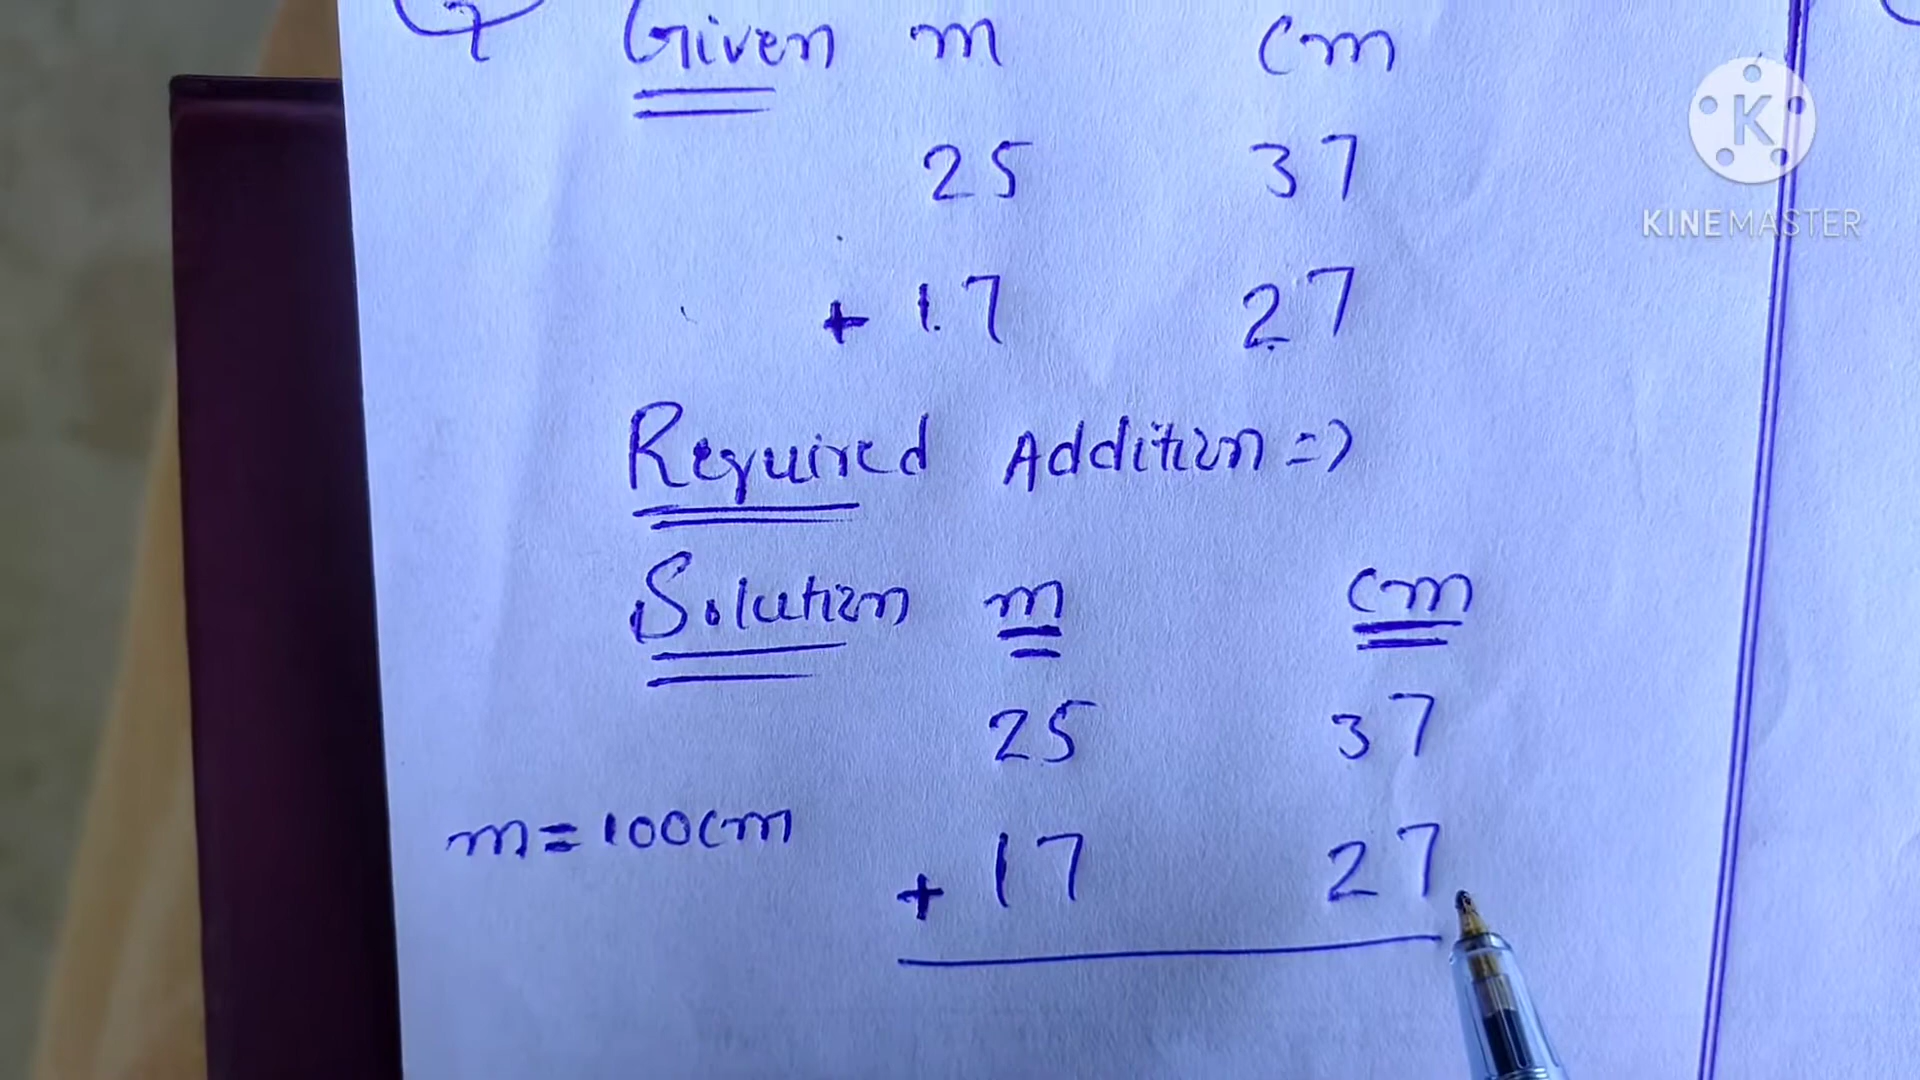 Given m cm
25 37
+ 17 27
Required Addition =>
Solution m cm
25 37
m = 100cm
+ 17 27
K
KINEMASTER